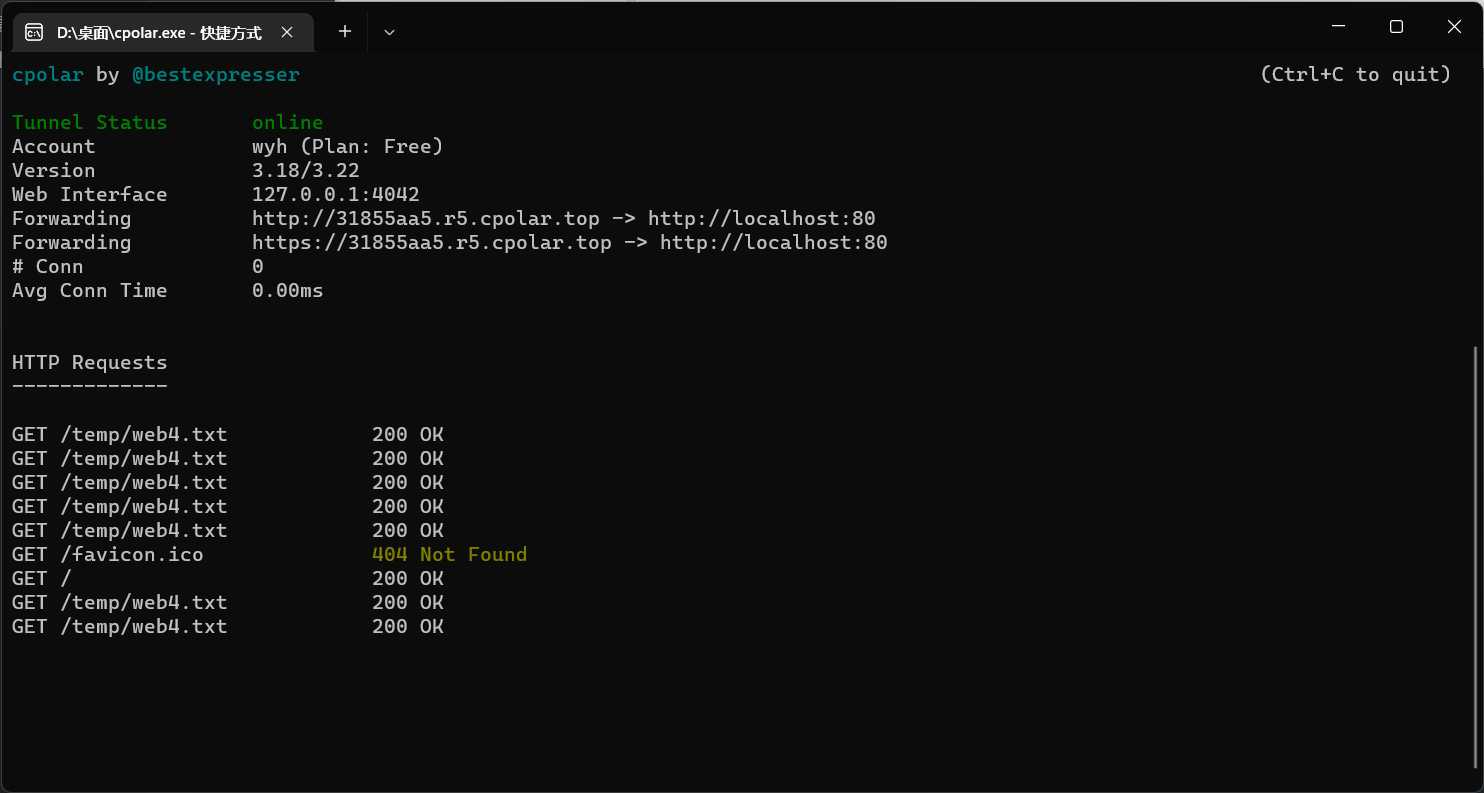 D:\桌面\cpolar.exe - 快捷方式
cpolar by @bestexpresser (Ctrl+C to quit)
Tunnel Status online
Account wyh (Plan: Free)
Version 3.18/3.22
Web Interface 127.0.0.1:4042
Forwarding http://31855aa5.r5.cpolar.top -> http://localhost:80
Forwarding https://31855aa5.r5.cpolar.top -> http://localhost:80
# Conn 0
Avg Conn Time 0.00ms
HTTP Requests
-------------
GET /temp/web4.txt 200 OK
GET /temp/web4.txt 200 OK
GET /temp/web4.txt 200 OK
GET /temp/web4.txt 200 OK
GET /temp/web4.txt 200 OK
GET /favicon.ico 404 Not Found
GET / 200 OK
GET /temp/web4.txt 200 OK
GET /temp/web4.txt 200 OK